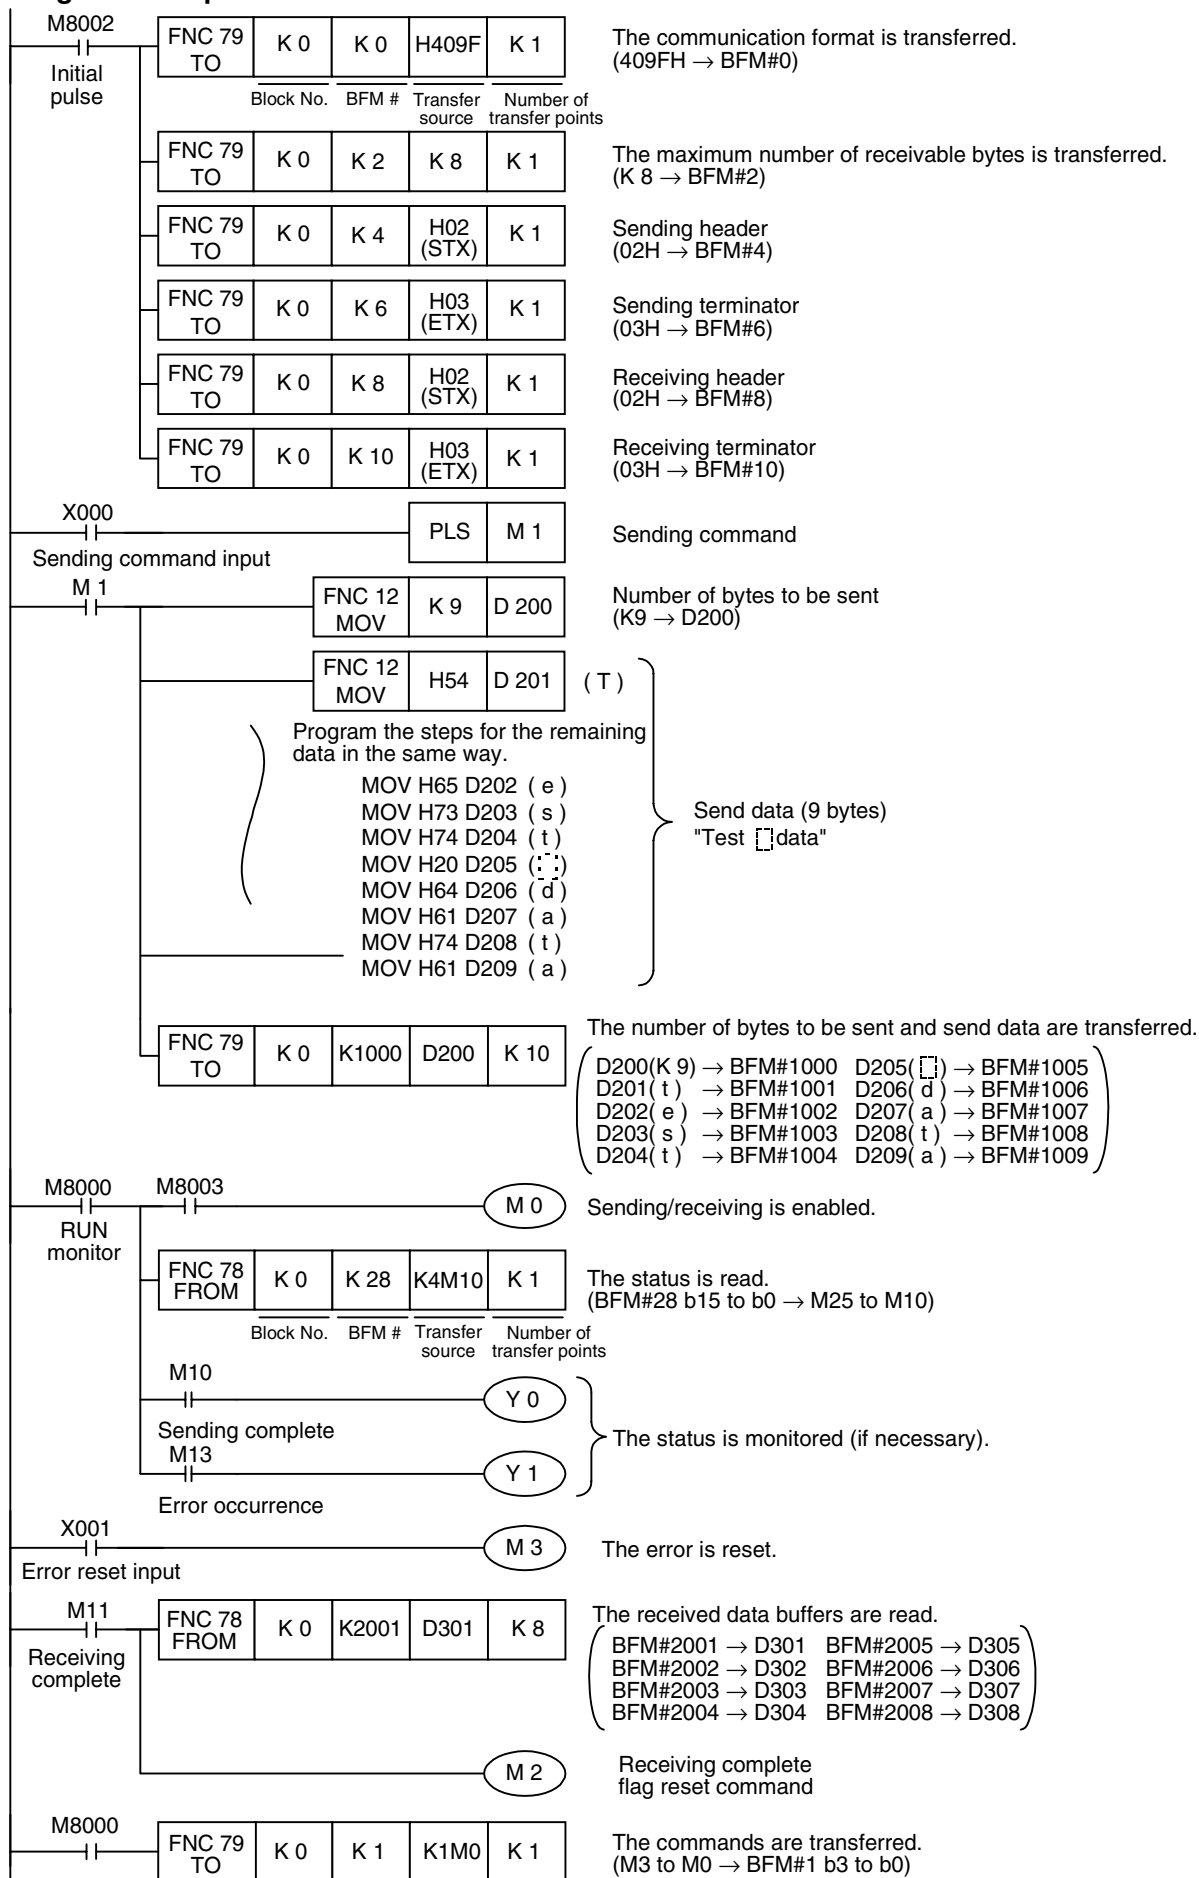 M8002
FNC 79 TO K 0 K 0 H409F K 1
The communication format is transferred.
(409FH → BFM#0)
Initial pulse
Block No. BFM # Transfer source Number of transfer points
FNC 79 TO K 0 K 2 K 8 K 1
The maximum number of receivable bytes is transferred.
(K 8 → BFM#2)
FNC 79 TO K 0 K 4 H02 (STX) K 1
Sending header
(02H → BFM#4)
FNC 79 TO K 0 K 6 H03 (ETX) K 1
Sending terminator
(03H → BFM#6)
FNC 79 TO K 0 K 8 H02 (STX) K 1
Receiving header
(02H → BFM#8)
FNC 79 TO K 0 K 10 H03 (ETX) K 1
Receiving terminator
(03H → BFM#10)
X000
PLS M 1
Sending command
Sending command input
M 1
FNC 12 MOV K 9 D 200
Number of bytes to be sent
(K9 → D200)
FNC 12 MOV H54 D 201 ( T )
Program the steps for the remaining
data in the same way.
MOV H65 D202 ( e )
MOV H73 D203 ( s )
MOV H74 D204 ( t )
MOV H20 D205 ( )
MOV H64 D206 ( d )
MOV H61 D207 ( a )
MOV H74 D208 ( t )
MOV H61 D209 ( a )
Send data (9 bytes)
"Test data"
The number of bytes to be sent and send data are transferred.
FNC 79 TO K 0 K1000 D200 K 10
D200(K 9) → BFM#1000 D205( ) → BFM#1005
D201( t ) → BFM#1001 D206( d ) → BFM#1006
D202( e ) → BFM#1002 D207( a ) → BFM#1007
D203( s ) → BFM#1003 D208( t ) → BFM#1008
D204( t ) → BFM#1004 D209( a ) → BFM#1009
M8000 M8003
M 0
Sending/receiving is enabled.
RUN monitor
FNC 78 FROM K 0 K 28 K4M10 K 1
The status is read.
(BFM#28 b15 to b0 → M25 to M10)
Block No. BFM # Transfer source Number of transfer points
M10
Y 0
Sending complete
The status is monitored (if necessary).
M13
Y 1
Error occurrence
X001
M 3
The error is reset.
Error reset input
M11
FNC 78 FROM K 0 K2001 D301 K 8
The received data buffers are read.
Receiving complete
BFM#2001 → D301 BFM#2005 → D305
BFM#2002 → D302 BFM#2006 → D306
BFM#2003 → D303 BFM#2007 → D307
BFM#2004 → D304 BFM#2008 → D308
M 2
Receiving complete
flag reset command
M8000
FNC 79 TO K 0 K 1 K1M0 K 1
The commands are transferred.
(M3 to M0 → BFM#1 b3 to b0)